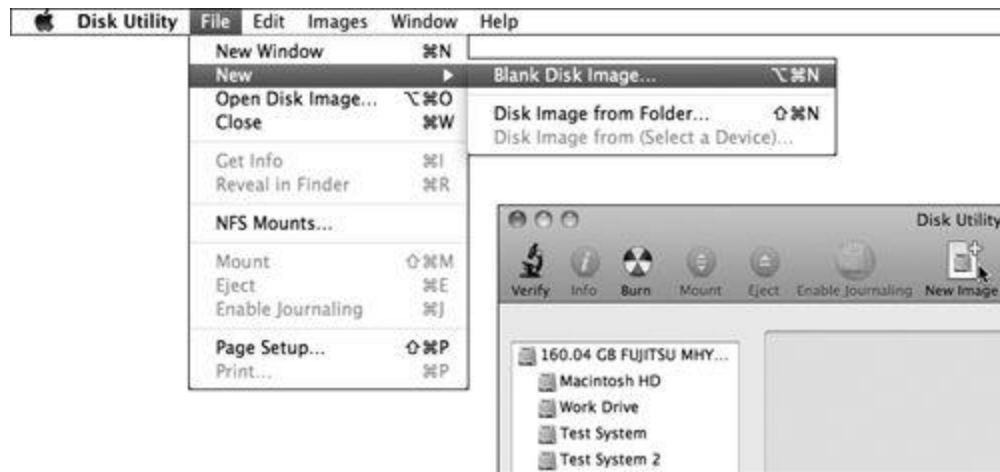 Disk Utility File Edit Images Window Help
New Window ⌘N
New ▶
Open Disk Image... ⌥⌘O
Close ⌘W
Get Info ⌘I
Reveal in Finder ⌘R
NFS Mounts...
Mount ⇧⌘M
Eject ⌘E
Enable Journaling ⌘J
Page Setup... ⇧⌘P
Print... ⌘P
Blank Disk Image... ⌥⌘N
Disk Image from Folder... ⇧⌘N
Disk Image from (Select a Device)...
Disk Utility
Verify Info Burn Mount Eject Enable Journaling New Image
160.04 GB FUJITSU MHY...
Macintosh HD
Work Drive
Test System
Test System 2